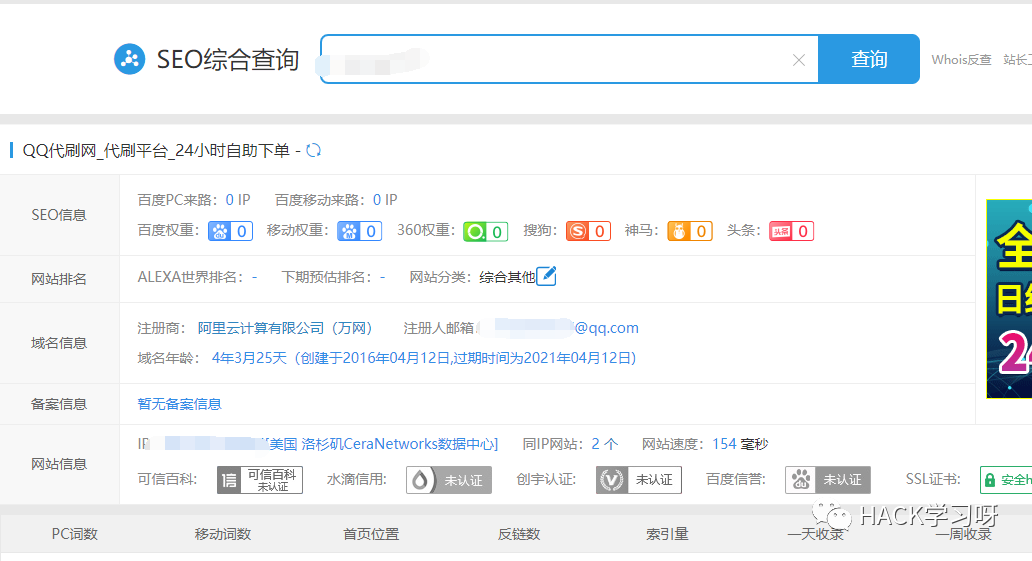 SEO综合查询
查询
Whois反查 站长工
QQ代刷网_代刷平台_24小时自助下单 -
SEO信息
百度PC来路: 0 IP 百度移动来路: 0 IP
百度权重: 0 移动权重: 0 360权重: 0 搜狗: 0 神马: 0 头条: 头条 0
网站排名
ALEXA世界排名: - 下期预估排名: - 网站分类: 综合其他
域名信息
注册商: 阿里云计算有限公司(万网) 注册人邮箱 @qq.com
域名年龄: 4年3月25天(创建于2016年04月12日,过期时间为2021年04月12日)
备案信息
暂无备案信息
网站信息
IP [美国 洛杉矶CeraNetworks数据中心] 同IP网站: 2 个 网站速度: 154 毫秒
可信百科: 信 可信百科 未认证 水滴信用: 未认证 创宇认证: 未认证 百度信誉: du 未认证 SSL证书: 安全h
全
日
24
HACK学习呀
PC词数 移动词数 首页位置 反链数 索引量 一天收录 一周收录